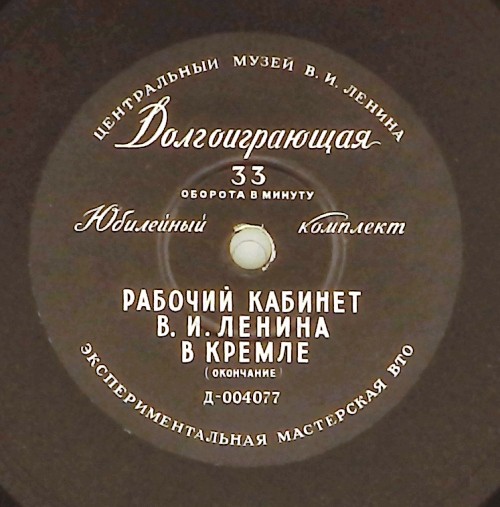 ЦЕНТРАЛЬНЫЙ МУЗЕЙ В. И. ЛЕНИНА
Долгоиграющая
33
ОБОРОТА В МИНУТУ
Юбилейный комплект
РАБОЧИЙ КАБИНЕТ
В. И. ЛЕНИНА
В КРЕМЛЕ
(ОКОНЧАНИЕ)
Д-004077
ЭКСПЕРИМЕНТАЛЬНАЯ МАСТЕРСКАЯ ВТО